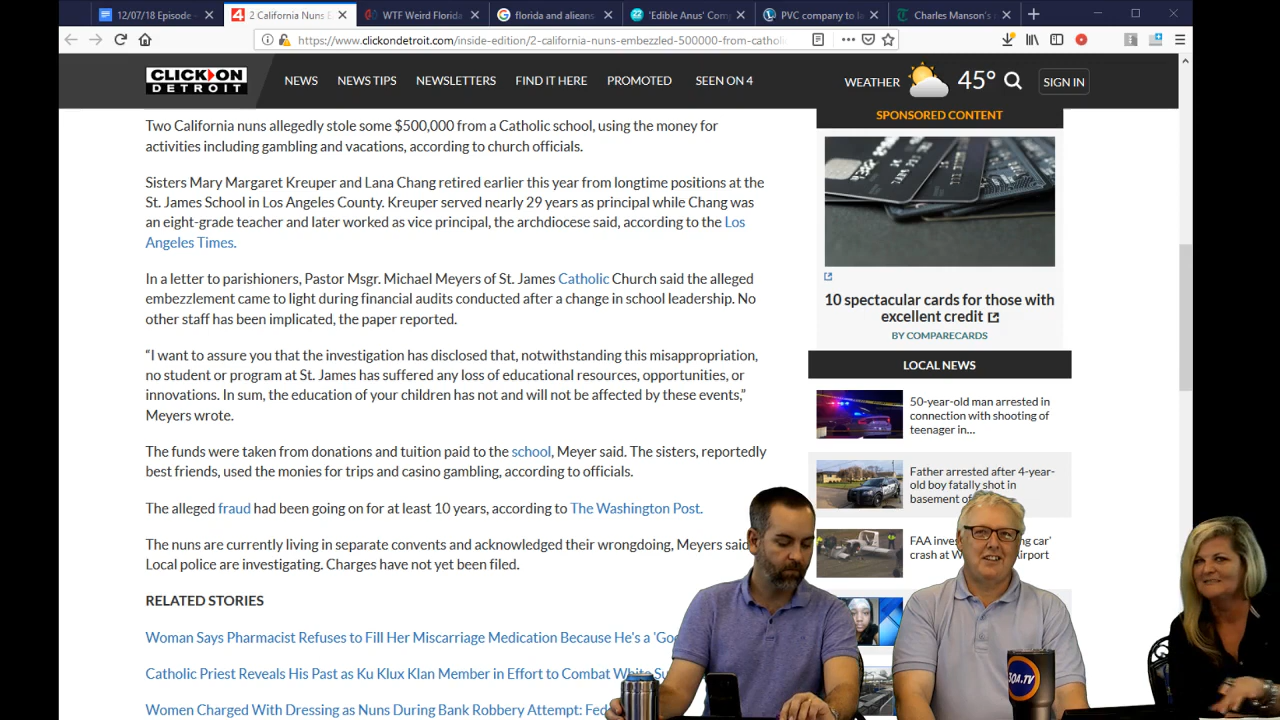 12/07/18 Episode -
2 California Nuns E
WTF Weird Florida
florida and aliean
'Edible Anus' Com
PVC company to l
Charles Manson's
https://www.clickondetroit.com/inside-edition/2-california-nuns-embezzled-500000-from-cathol
CLICK ON
DETROIT
NEWS NEWS TIPS NEWSLETTERS FIND IT HERE PROMOTED SEEN ON 4
WEATHER 45° SIGN IN
Two California nuns allegedly stole some $500,000 from a Catholic school, using the money for
activities including gambling and vacations, according to church officials.
Sisters Mary Margaret Kreuper and Lana Chang retired earlier this year from longtime positions at the
St. James School in Los Angeles County. Kreuper served nearly 29 years as principal while Chang was
an eight-grade teacher and later worked as vice principal, the archdiocese said, according to the Los
Angeles Times.
In a letter to parishioners, Pastor Msgr. Michael Meyers of St. James Catholic Church said the alleged
embezzlement came to light during financial audits conducted after a change in school leadership. No
other staff has been implicated, the paper reported.
“I want to assure you that the investigation has disclosed that, notwithstanding this misappropriation,
no student or program at St. James has suffered any loss of educational resources, opportunities, or
innovations. In sum, the education of your children has not and will not be affected by these events,”
Meyers wrote.
The funds were taken from donations and tuition paid to the school, Meyer said. The sisters, reportedly
best friends, used the monies for trips and casino gambling, according to officials.
The alleged fraud had been going on for at least 10 years, according to The Washington Post.
The nuns are currently living in separate convents and acknowledged their wrongdoing, Meyers said
Local police are investigating. Charges have not yet been filed.
RELATED STORIES
Woman Says Pharmacist Refuses to Fill Her Miscarriage Medication Because He's a 'Go
Catholic Priest Reveals His Past as Ku Klux Klan Member in Effort to Combat White Su
Women Charged With Dressing as Nuns During Bank Robbery Attempt: Fed
SPONSORED CONTENT
10 spectacular cards for those with
excellent credit
BY COMPARECARDS
LOCAL NEWS
50-year-old man arrested in
connection with shooting of
teenager in...
Father arrested after 4-year-
old boy fatally shot in
basement of
FAA inves ng car'
crash at W Airport
3QA.TV